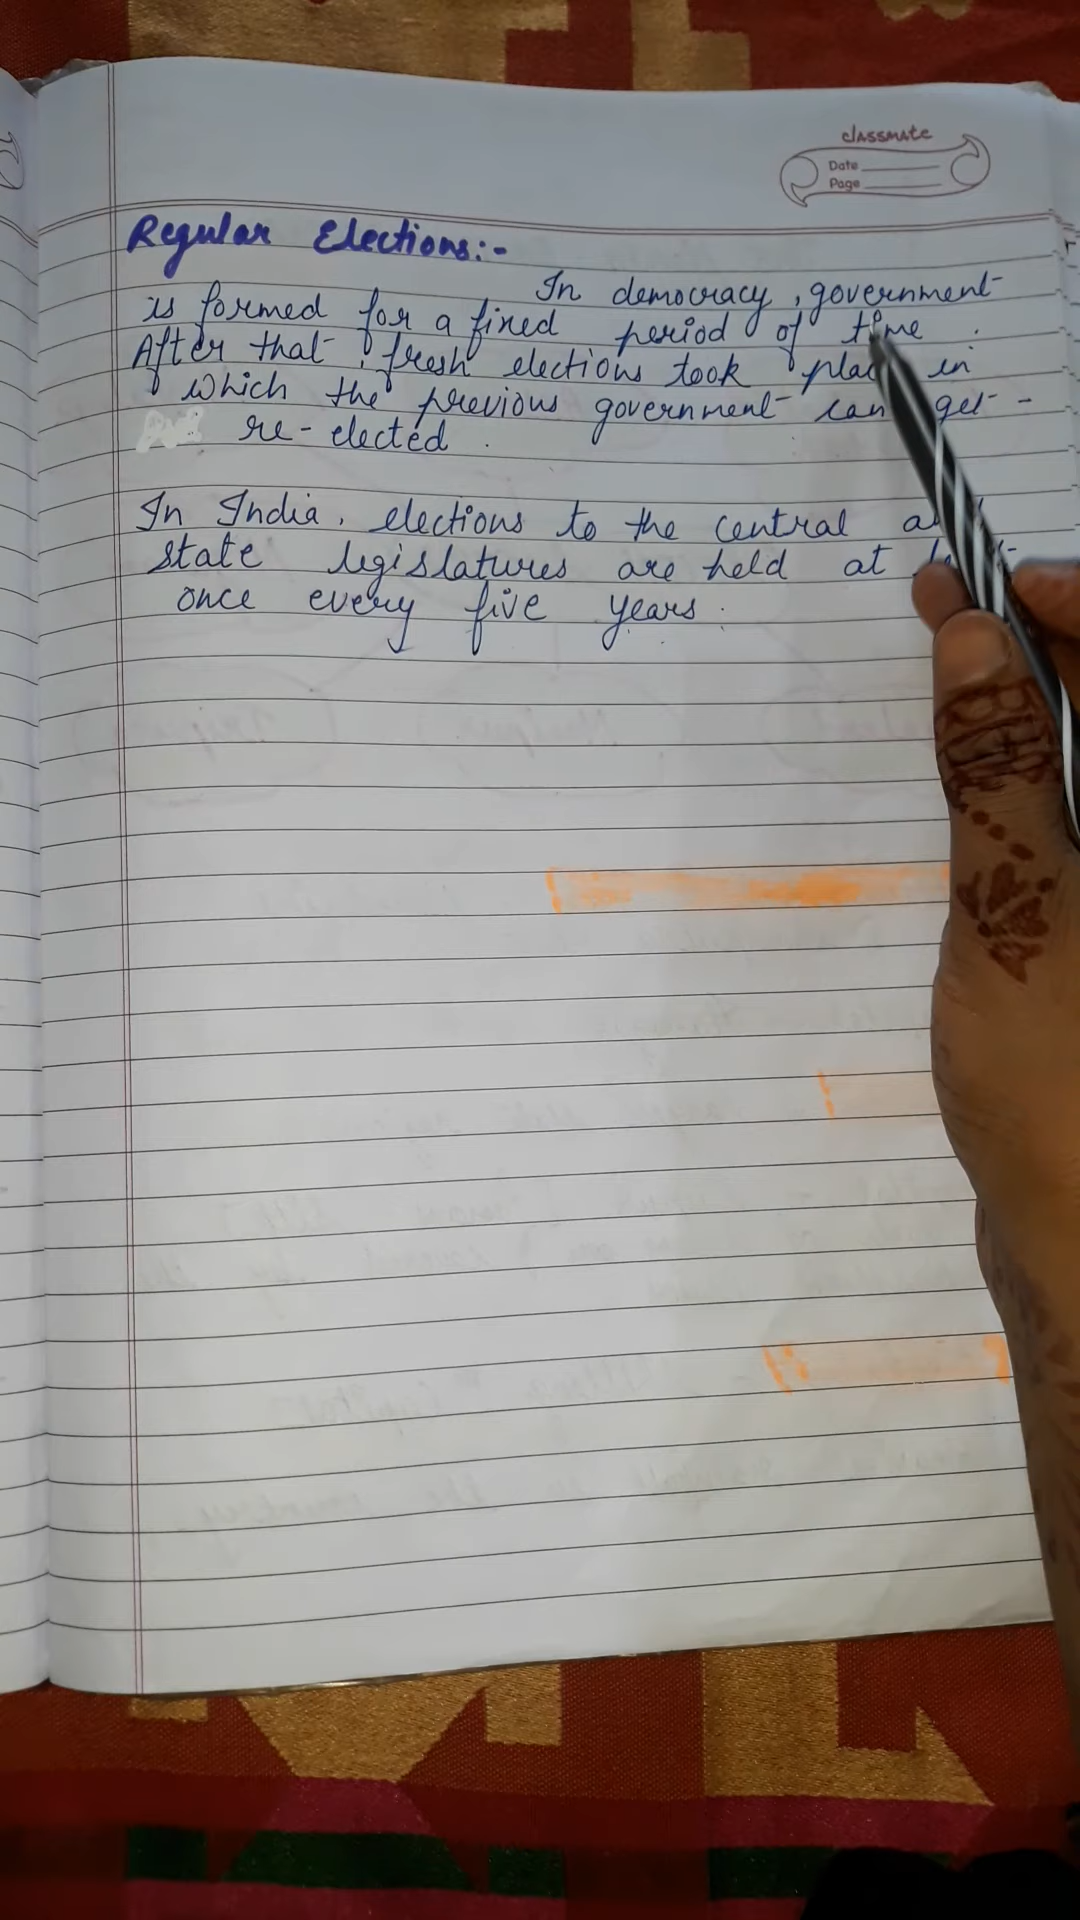 classmate
Date
Page
Regular Elections:-
In democracy, government
is formed for a fixed period of time.
After that, fresh elections took place in
which the previous government can get
re-elected.
In India, elections to the central
state legislatures are held at
once every five years.